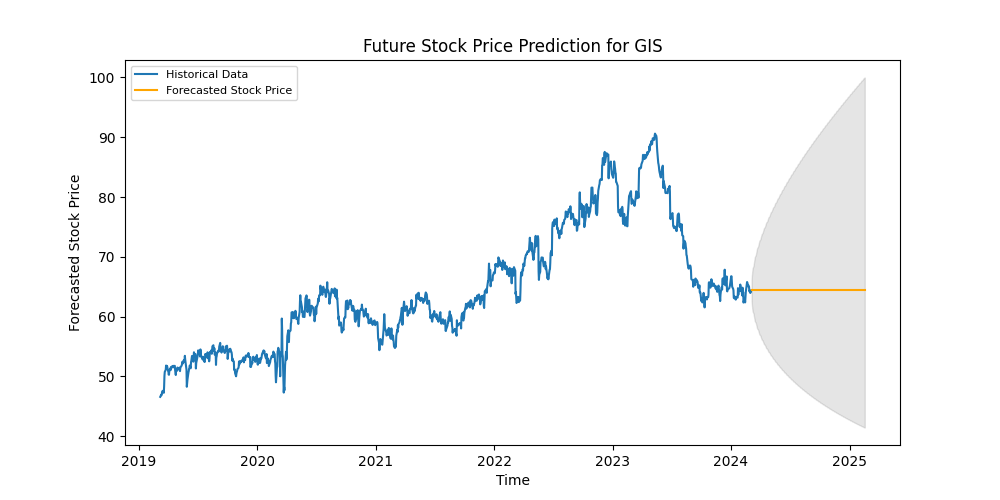 Future Stock Price Prediction for GIS
Historical Data
Forecasted Stock Price
100
90
80
70
60
50
40
Forecasted Stock Price
2019 2020 2021 2022 2023 2024 2025
Time